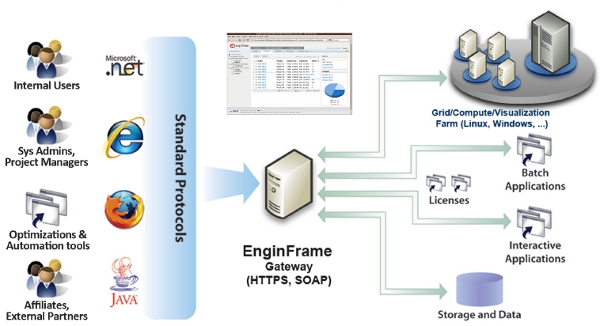 Microsoft
.net
Internal Users
Sys Admins,
Project Managers
Optimizations &
Automation tools
JAVA
Affiliates,
External Partners
Standard Protocols
EnginFrame
Gateway
(HTTPS, SOAP)
Grid/Compute/Visualization
Farm (Linux, Windows, ...)
Batch
Applications
Licenses
Interactive
Applications
Storage and Data